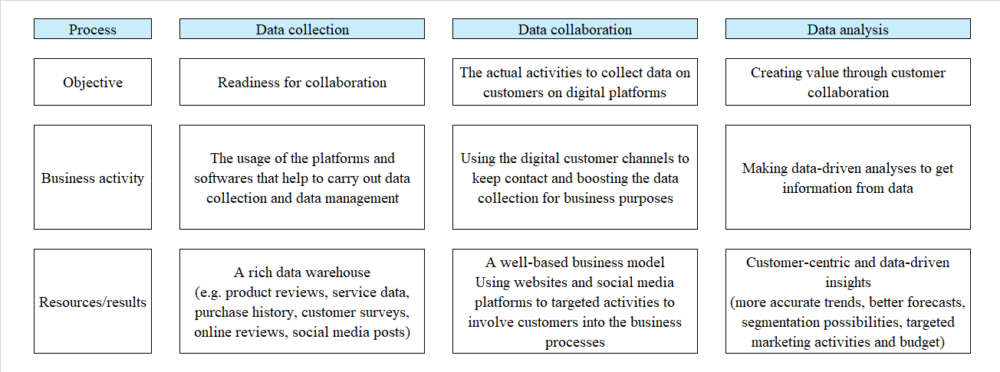 Process
Data collection
Data collaboration
Data analysis
Objective
Readiness for collaboration
The actual activities to collect data on
customers on digital platforms
Creating value through customer
collaboration
Business activity
The usage of the platforms and
softwares that help to carry out data
collection and data management
Using the digital customer channels to
keep contact and boosting the data
collection for business purposes
Making data-driven analyses to get
information from data
Resources/results
A rich data warehouse
(e.g. product reviews, service data,
purchase history, customer surveys,
online reviews, social media posts)
A well-based business model
Using websites and social media
platforms to targeted activities to
involve customers into the business
processes
Customer-centric and data-driven
insights
(more accurate trends, better forecasts,
segmentation possibilities, targeted
marketing activities and budget)